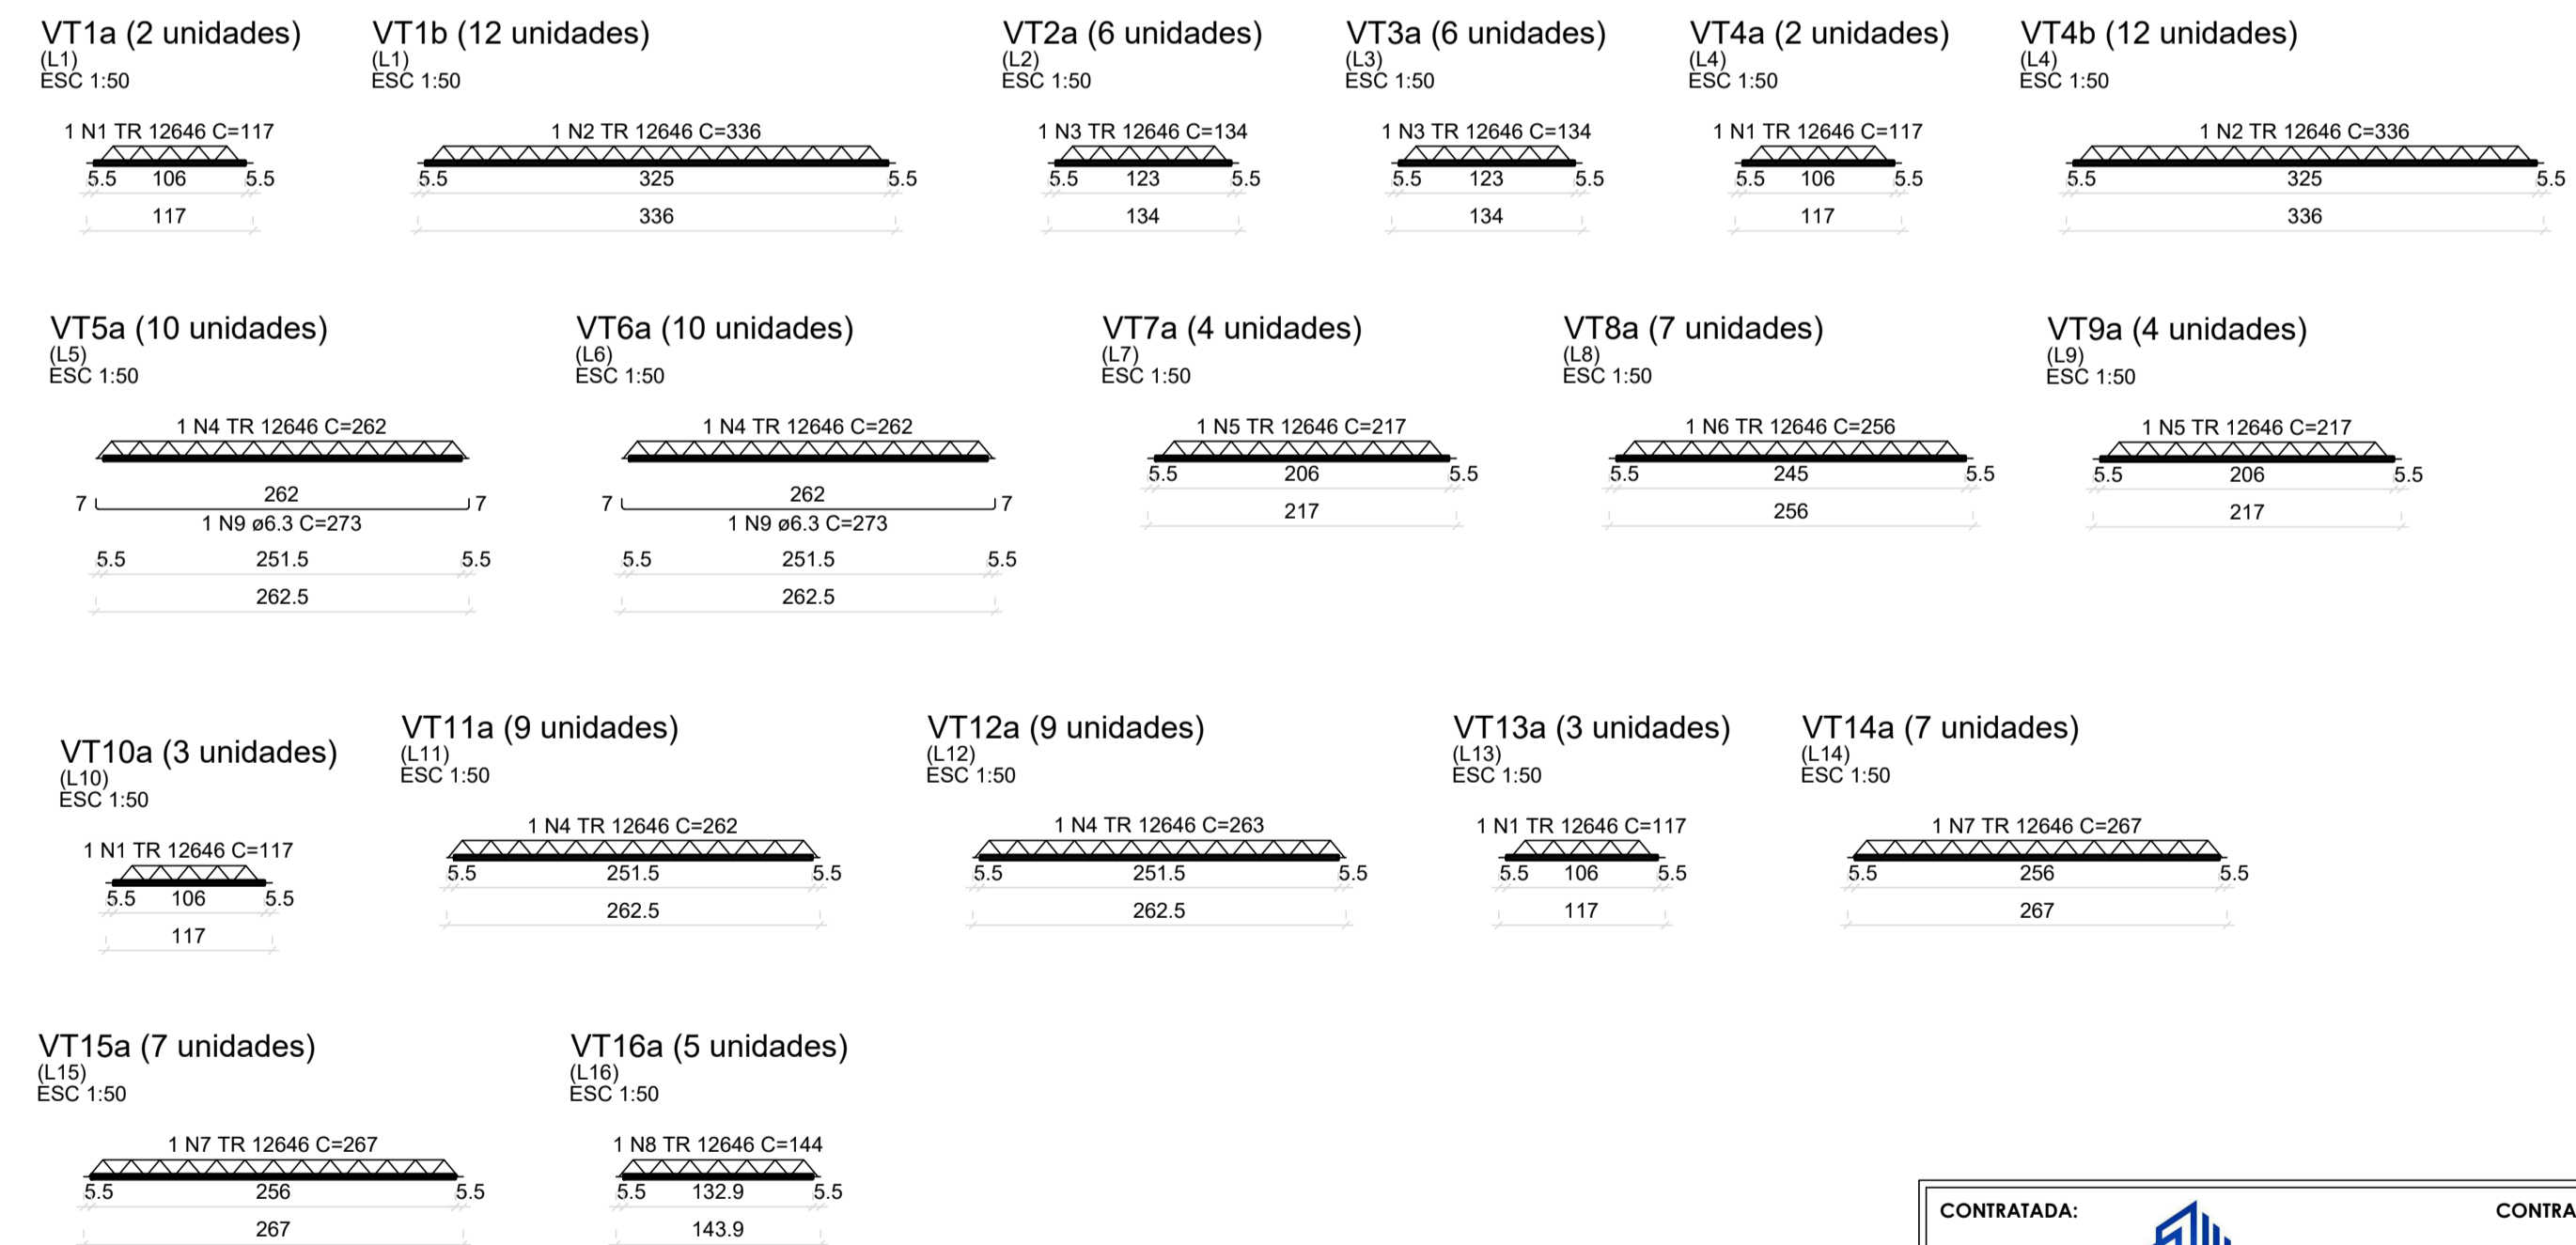 VT1a (2 unidades)
(L1)
ESC 1:50
1 N1 TR 12646 C=117
5.5 106 5.5
117
VT1b (12 unidades)
(L1)
ESC 1:50
1 N2 TR 12646 C=336
5.5 325 5.5
336
VT2a (6 unidades)
(L2)
ESC 1:50
1 N3 TR 12646 C=134
5.5 123 5.5
134
VT3a (6 unidades)
(L3)
ESC 1:50
1 N3 TR 12646 C=134
5.5 123 5.5
134
VT4a (2 unidades)
(L4)
ESC 1:50
1 N1 TR 12646 C=117
5.5 106 5.5
117
VT4b (12 unidades)
(L4)
ESC 1:50
1 N2 TR 12646 C=336
5.5 325 5.5
336
VT5a (10 unidades)
(L5)
ESC 1:50
1 N4 TR 12646 C=262
7 262 7
1 N9 ø6.3 C=273
5.5 251.5 5.5
262.5
VT6a (10 unidades)
(L6)
ESC 1:50
1 N4 TR 12646 C=262
7 262 7
1 N9 ø6.3 C=273
5.5 251.5 5.5
262.5
VT7a (4 unidades)
(L7)
ESC 1:50
1 N5 TR 12646 C=217
5.5 206 5.5
217
VT8a (7 unidades)
(L8)
ESC 1:50
1 N6 TR 12646 C=256
5.5 245 5.5
256
VT9a (4 unidades)
(L9)
ESC 1:50
1 N5 TR 12646 C=217
5.5 206 5.5
217
VT10a (3 unidades)
(L10)
ESC 1:50
1 N1 TR 12646 C=117
5.5 106 5.5
117
VT11a (9 unidades)
(L11)
ESC 1:50
1 N4 TR 12646 C=262
5.5 251.5 5.5
262.5
VT12a (9 unidades)
(L12)
ESC 1:50
1 N4 TR 12646 C=263
5.5 251.5 5.5
262.5
VT13a (3 unidades)
(L13)
ESC 1:50
1 N1 TR 12646 C=117
5.5 106 5.5
117
VT14a (7 unidades)
(L14)
ESC 1:50
1 N7 TR 12646 C=267
5.5 256 5.5
267
VT15a (7 unidades)
(L15)
ESC 1:50
1 N7 TR 12646 C=267
5.5 256 5.5
267
VT16a (5 unidades)
(L16)
ESC 1:50
1 N8 TR 12646 C=144
5.5 132.9 5.5
143.9
CONTRATADA:
CONTRA